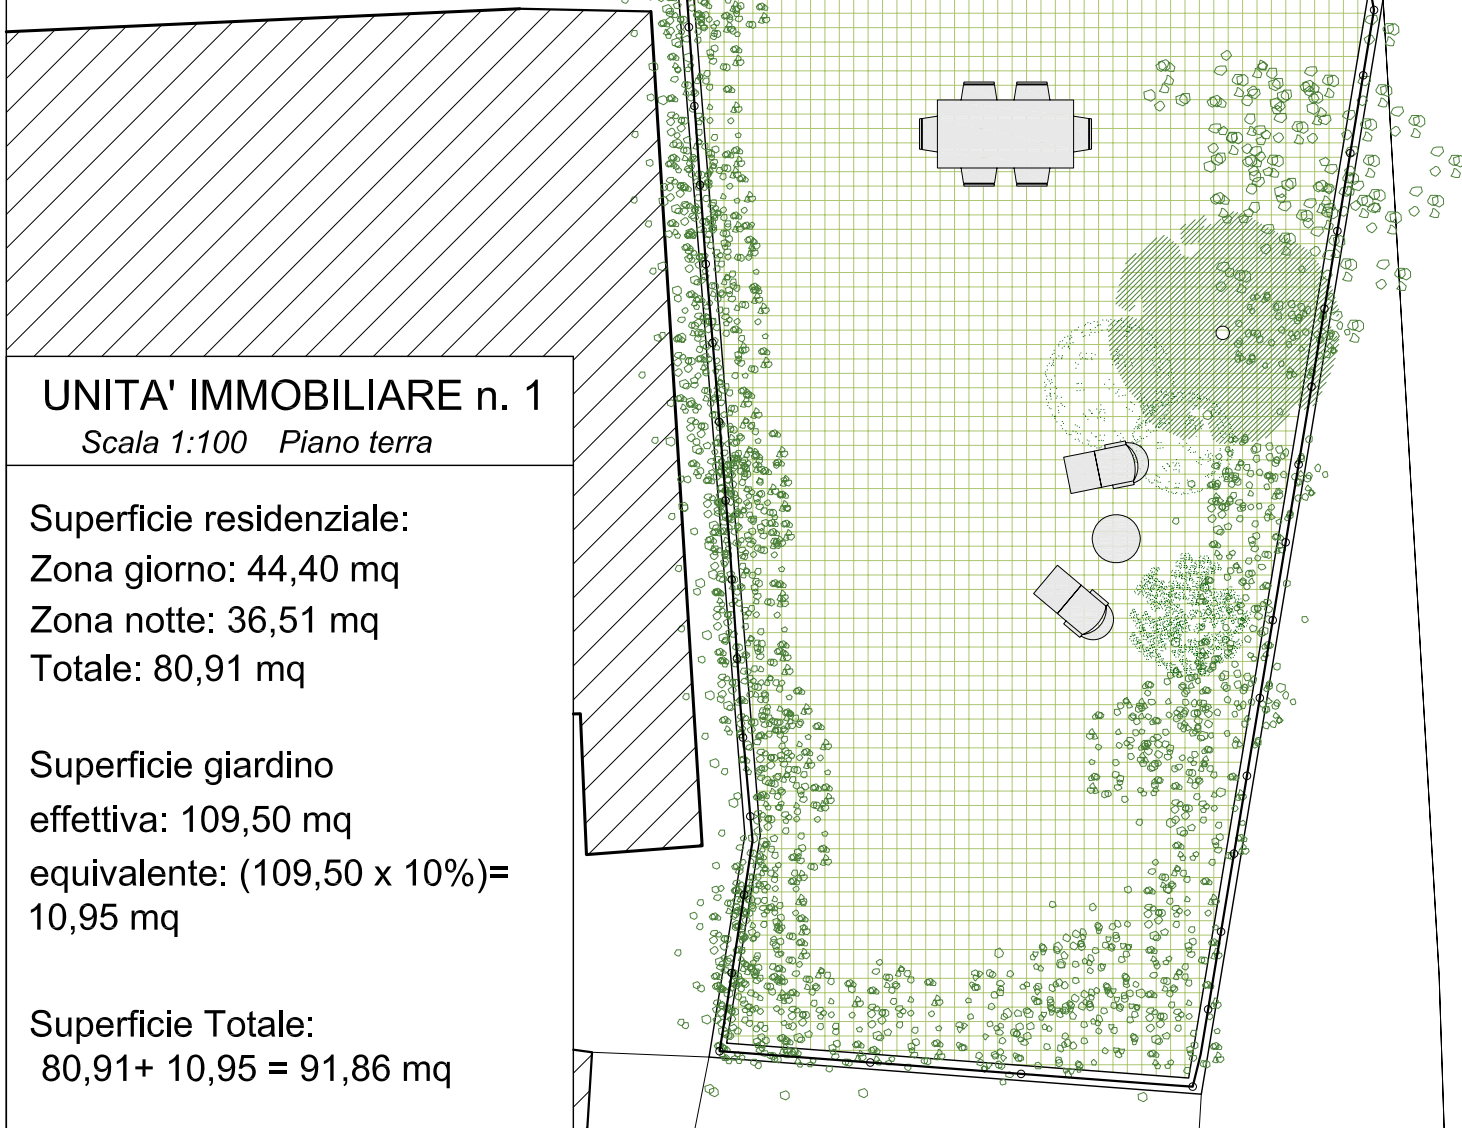 UNITA' IMMOBILIARE n. 1
Scala 1:100 Piano terra
Superficie residenziale:
Zona giorno: 44,40 mq
Zona notte: 36,51 mq
Totale: 80,91 mq
Superficie giardino
effettiva: 109,50 mq
equivalente: (109,50 x 10%)=
10,95 mq
Superficie Totale:
80,91+ 10,95 = 91,86 mq